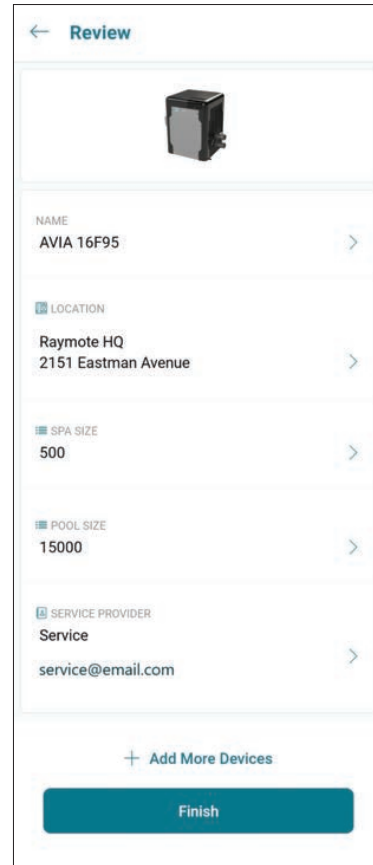 Review
NAME
AVIA 16F95
LOCATION
Raymote HQ
2151 Eastman Avenue
SPA SIZE
500
POOL SIZE
15000
SERVICE PROVIDER
Service
service@email.com
+ Add More Devices
Finish